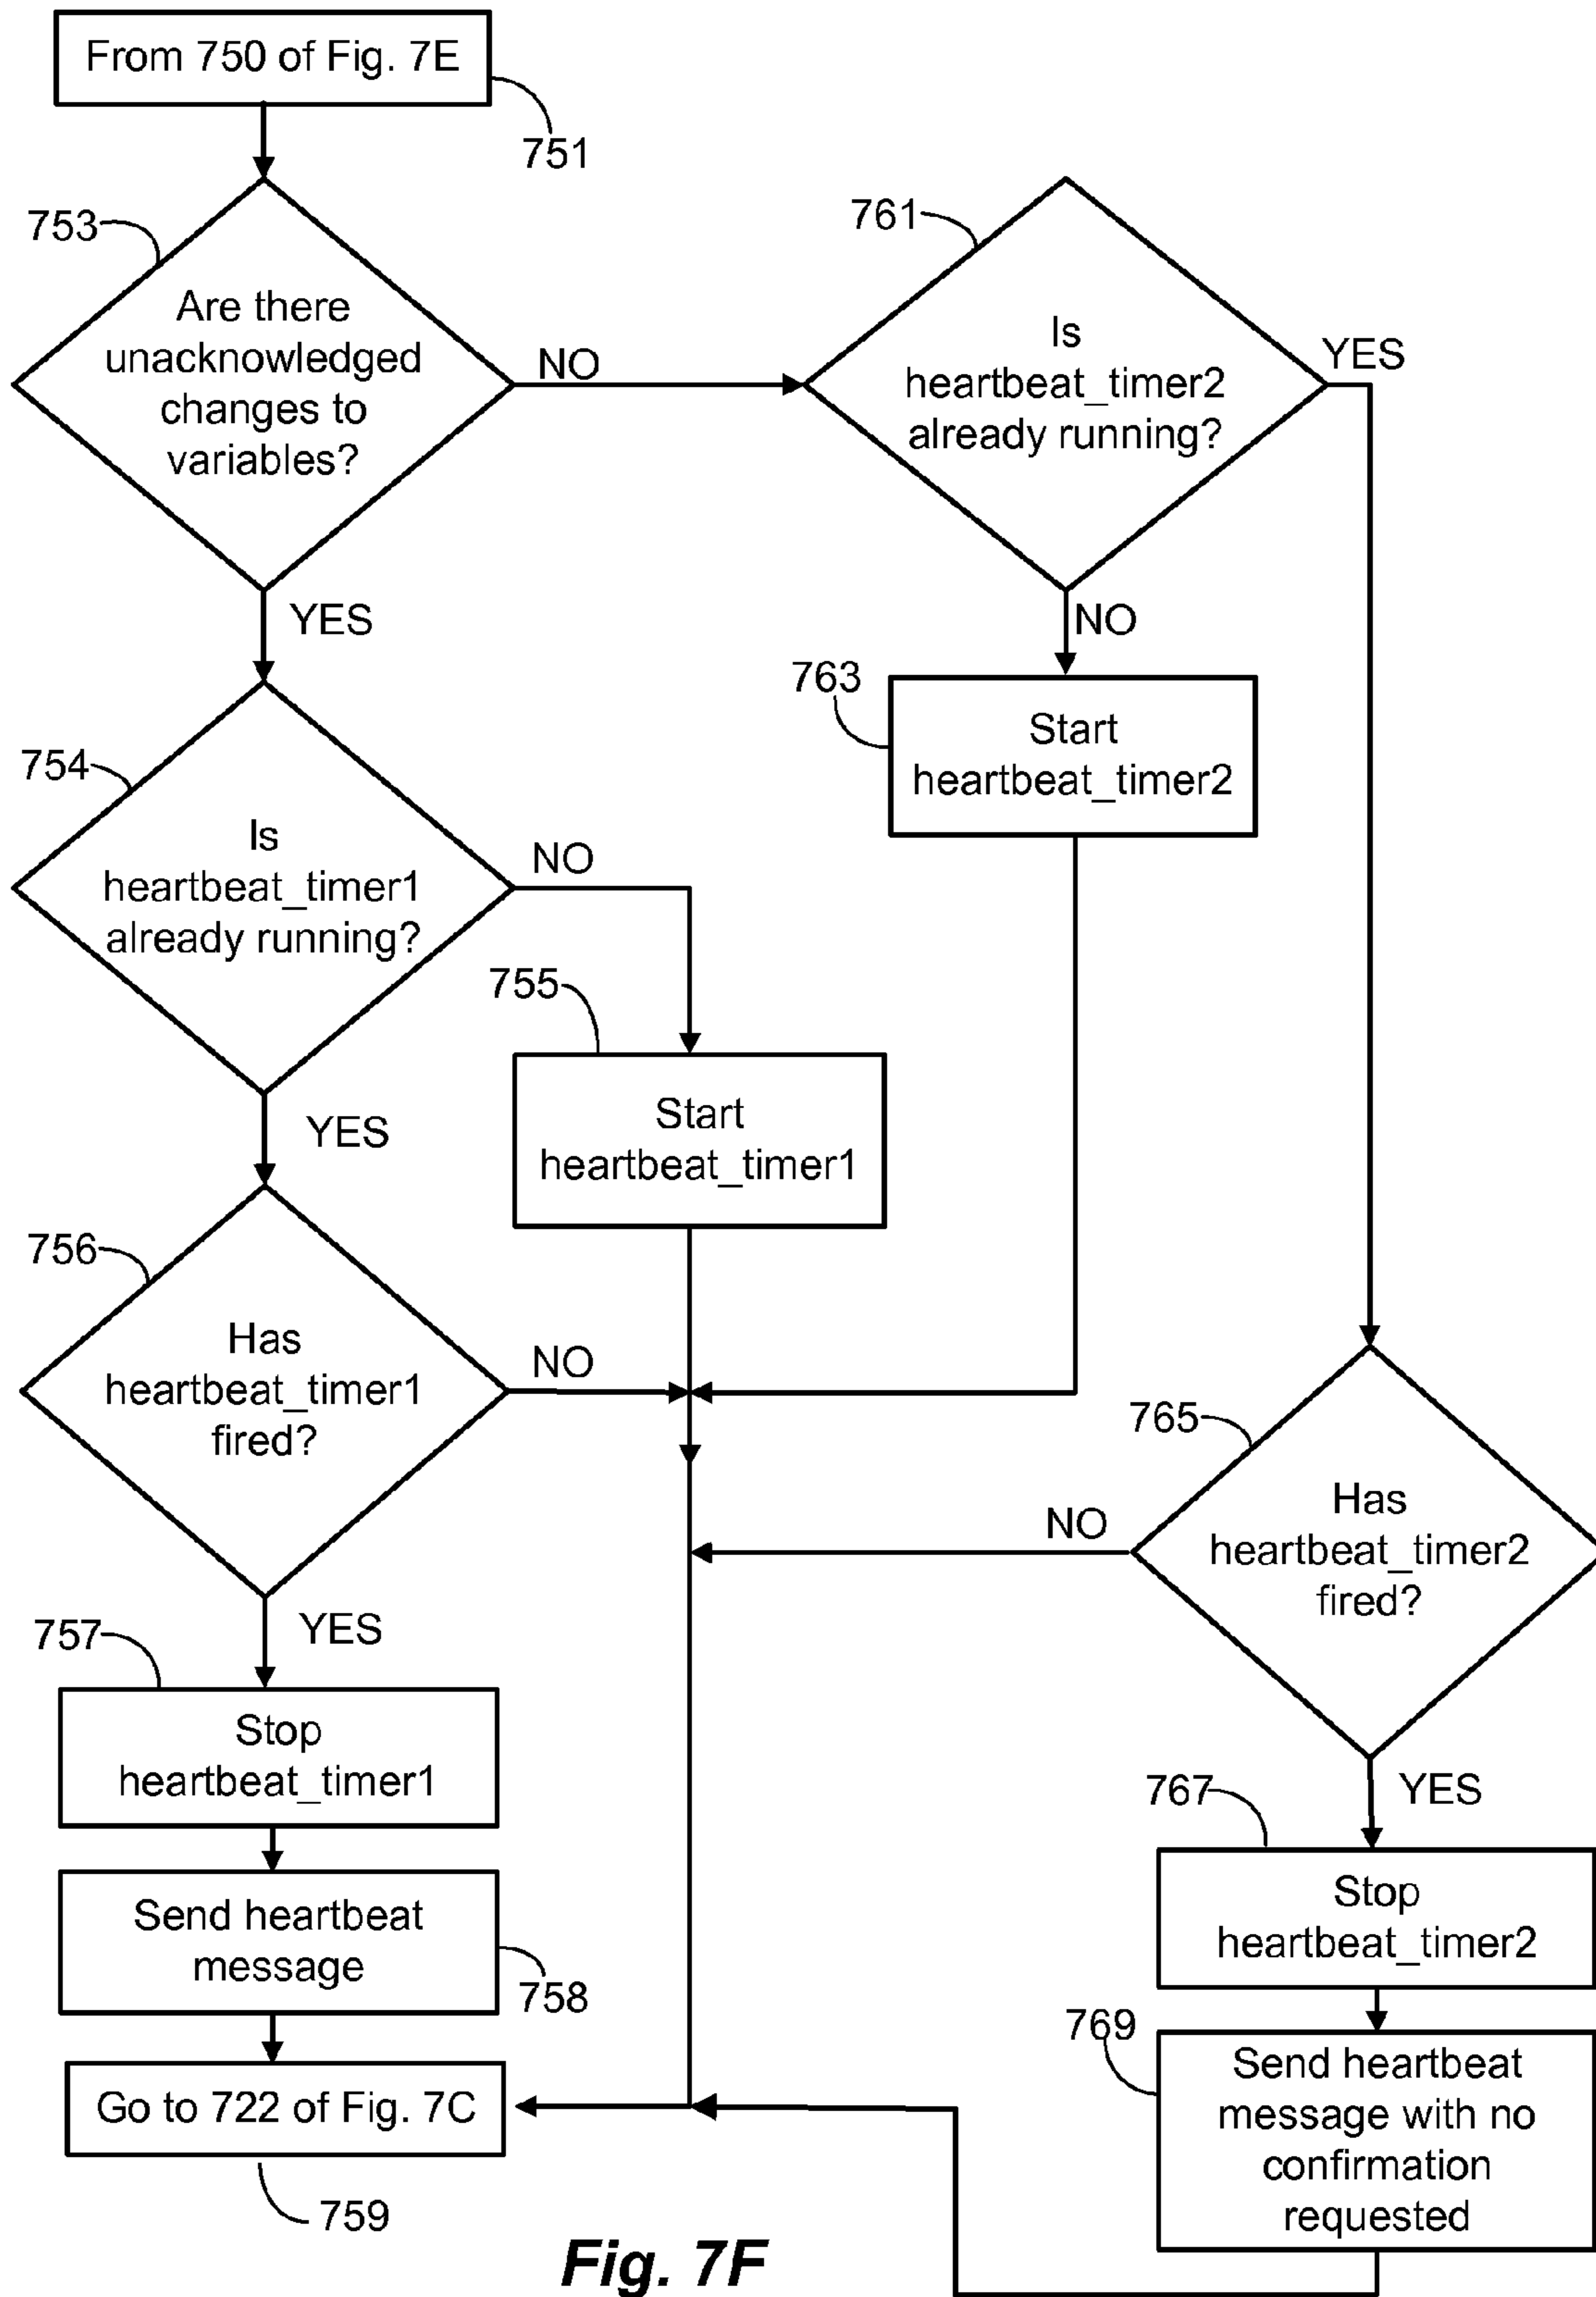 From 750 of Fig. 7E
751
753
Are there
unacknowledged
changes to
variables?
NO
YES
761
Is
heartbeat_timer2
already running?
YES
NO
763
Start
heartbeat_timer2
754
Is
heartbeat_timer1
already running?
NO
YES
755
Start
heartbeat_timer1
756
Has
heartbeat_timer1
fired?
NO
YES
765
Has
heartbeat_timer2
fired?
NO
YES
757
Stop
heartbeat_timer1
Send heartbeat
message
758
Go to 722 of Fig. 7C
759
767
Stop
heartbeat_timer2
769
Send heartbeat
message with no
confirmation
requested
Fig. 7F